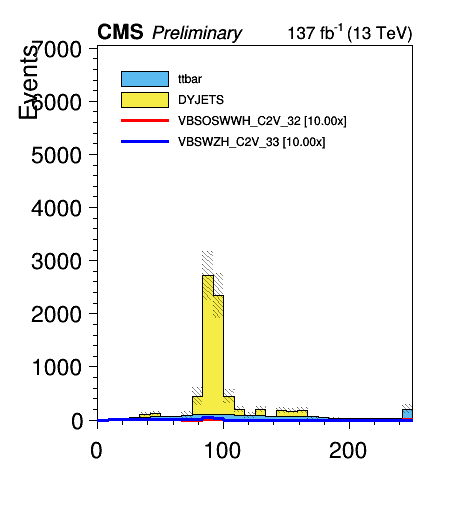 CMS Preliminary 137 fb-1 (13 TeV)
Events
7000
6000
5000
4000
3000
2000
1000
0
ttbar
DYJETS
VBSOSWWH_C2V_32 [10.00x]
VBSWZH_C2V_33 [10.00x]
0 100 200